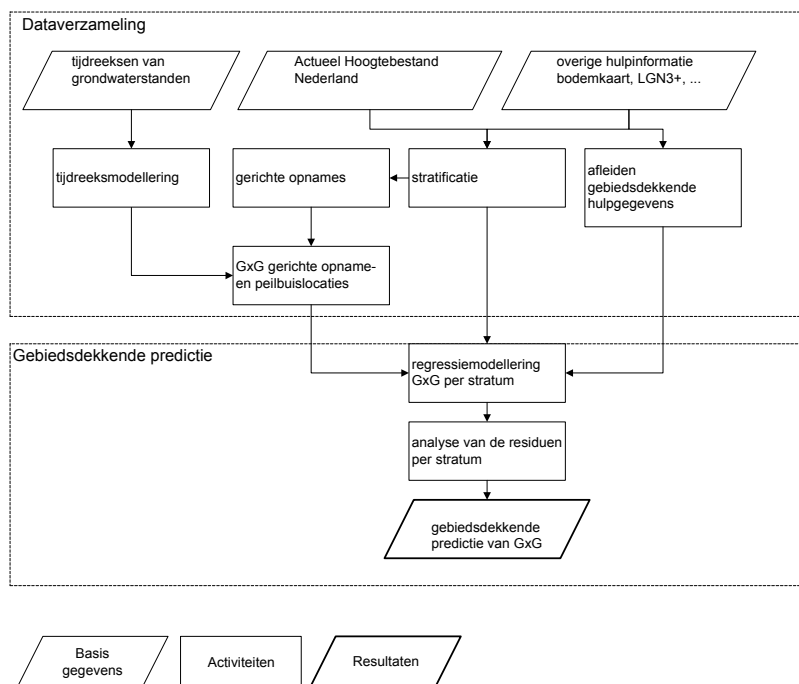 Dataverzameling
tijdreeksen van
grondwaterstanden
Actueel Hoogtebestand
Nederland
overige hulpinformatie
bodemkaart, LGN3+, ...
tijdreeksmodellering
gerichte opnames
stratificatie
afleiden
gebiedsdekkende
hulpgegevens
GxG gerichte opname-
en peilbuislocaties
Gebiedsdekkende predictie
regressiemodellering
GxG per stratum
analyse van de residuen
per stratum
gebiedsdekkende
predictie van GxG
Basis
gegevens
Activiteiten
Resultaten